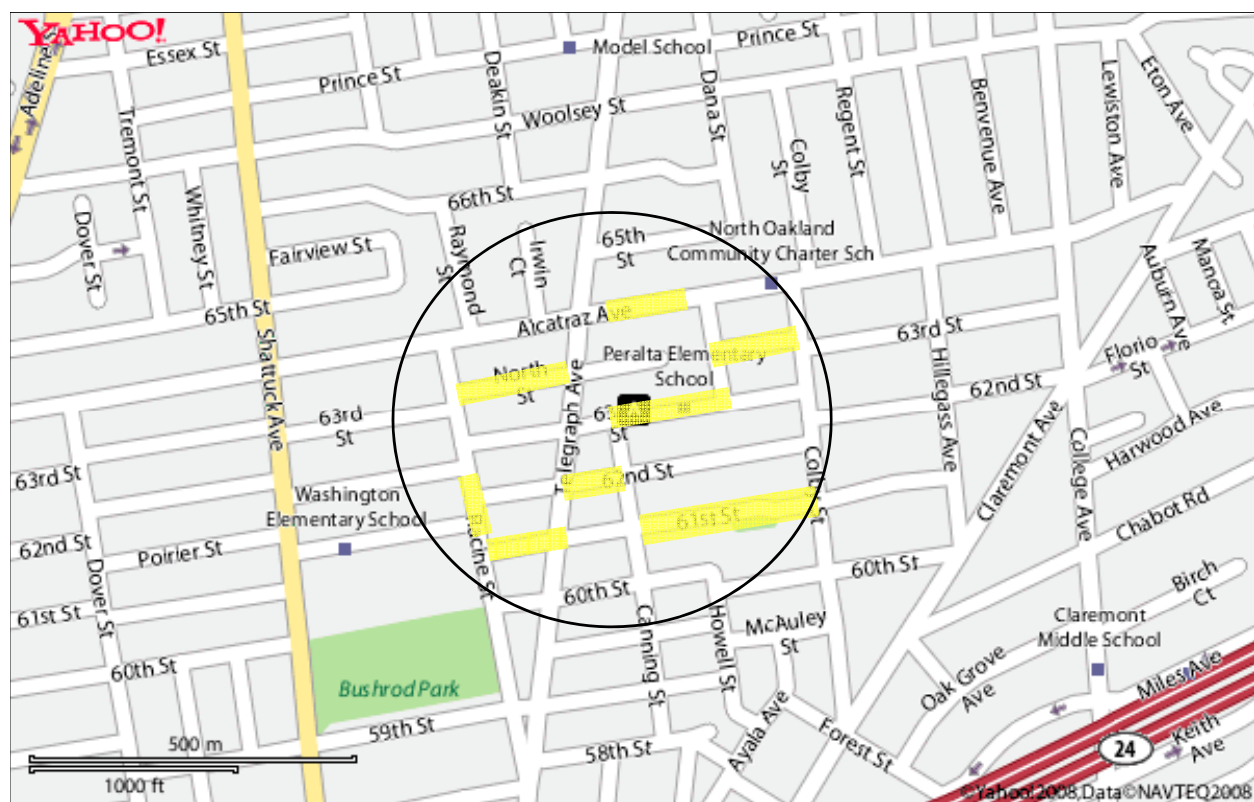 YAHOO!
Adeline St
Essex St
Prince St
Model School
Prince St
Tremont St
Deakin St
Woolsey St
Dana St
Colby
St
Regent St
Benvenue Ave
Lewiston Ave
Eton Ave
Dover St
Whitney St
66th St
Fairview St
Raymond
St
Irwin
Ct
65th
St
North Oakland
Community Charter Sch
Auburn Ave
Manoa St
65th St
Shattuck Ave
Alcatraz Ave
63rd St
Florio
St
North
St
Peralta Elementary
School
Hillegass Ave
62nd St
Telegraph Ave
63rd
St
St
College Ave
Harwood Ave
Claremont Ave
63rd St
Washington
Elementary School
62nd St
Colby St
Chabot Rd
61st St
62nd St
Poirier St
Racine St
60th St
60th St
Birch
Ct
61st St
Dover St
Canning St
Howell St
McAuley
St
Claremont
Middle School
60th St
Bushrod Park
Oak Grove
Ave
Miles Ave
59th St
58th St
Ayala Ave
Forest St
24
Keith
Ave
500 m
1000 ft
©Yahoo!2008,Data©NAVTEQ2008